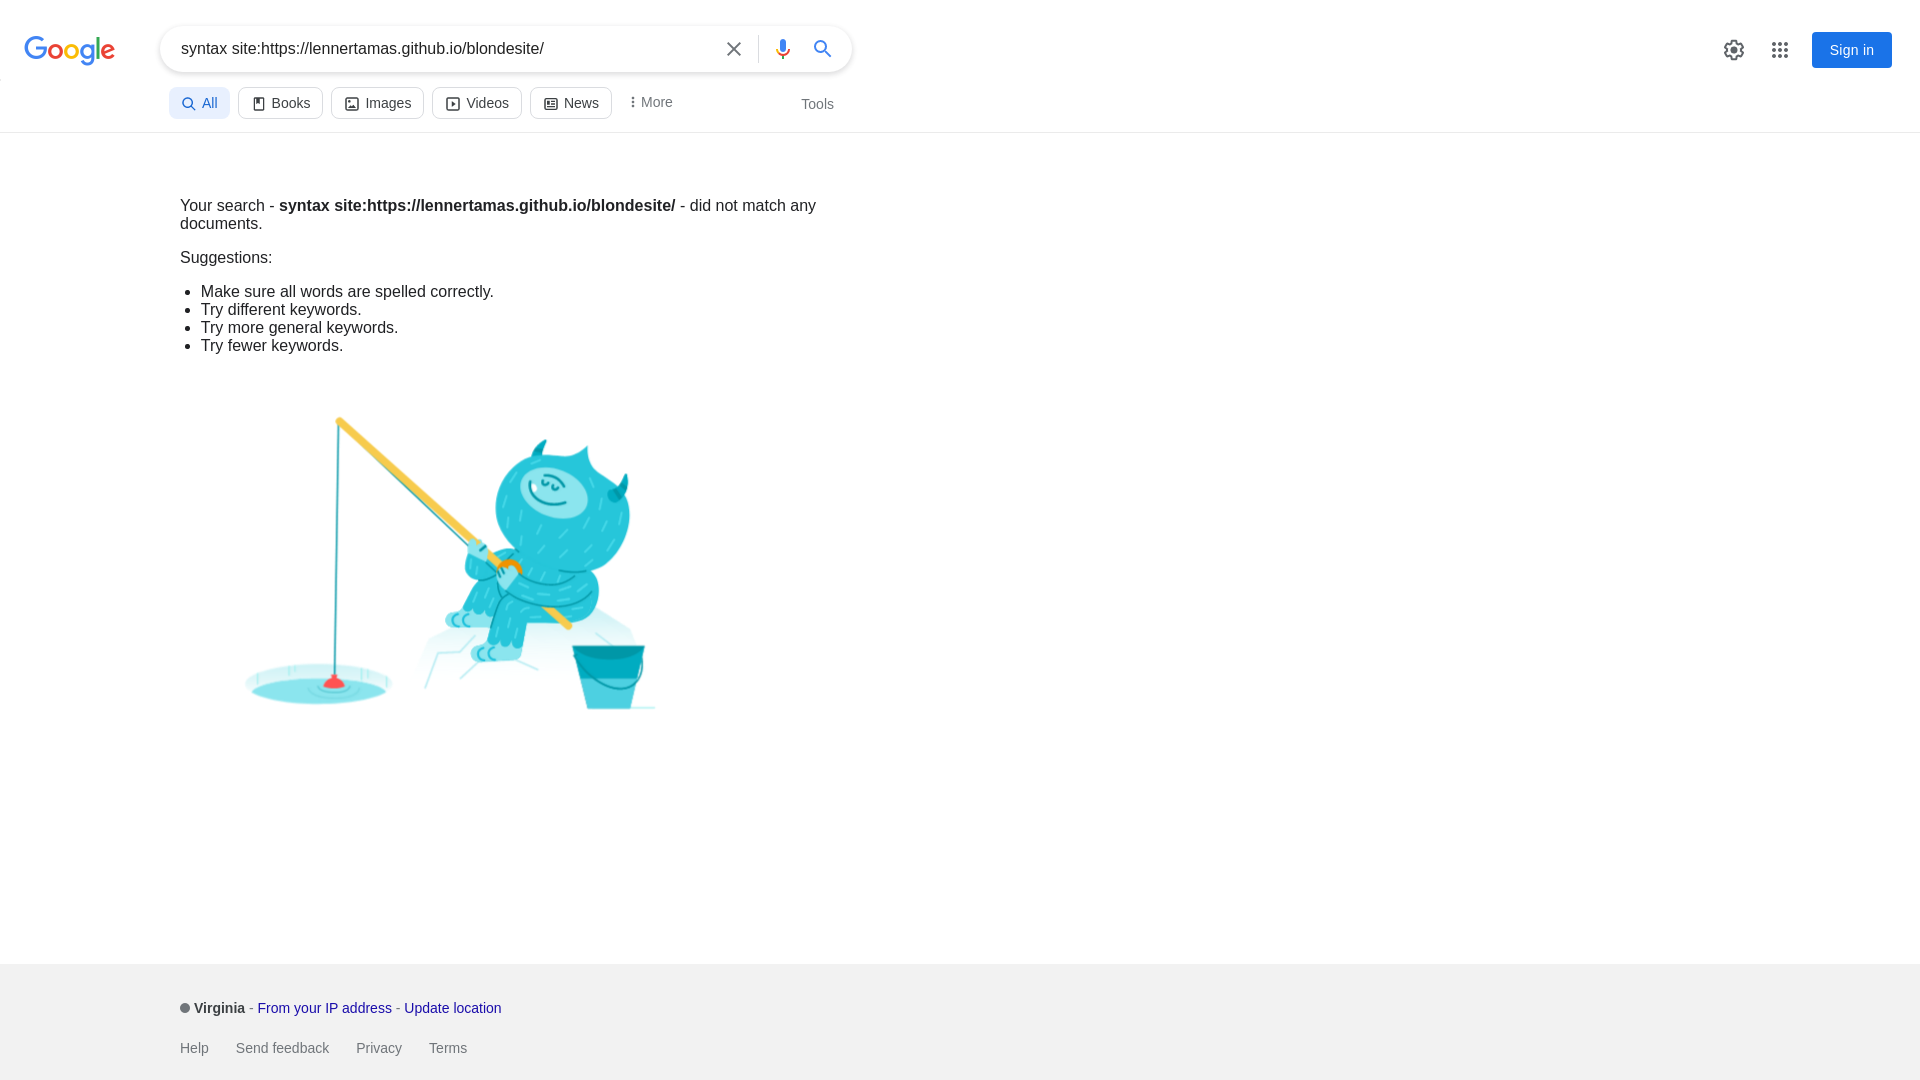 Google
syntax site:https://lennertamas.github.io/blondesite/
Sign in
All
Books
Images
Videos
News
More
Tools
Your search - syntax site:https://lennertamas.github.io/blondesite/ - did not match any
documents.
Suggestions:
Make sure all words are spelled correctly.
Try different keywords.
Try more general keywords.
Try fewer keywords.
Virginia - From your IP address - Update location
Help
Send feedback
Privacy
Terms